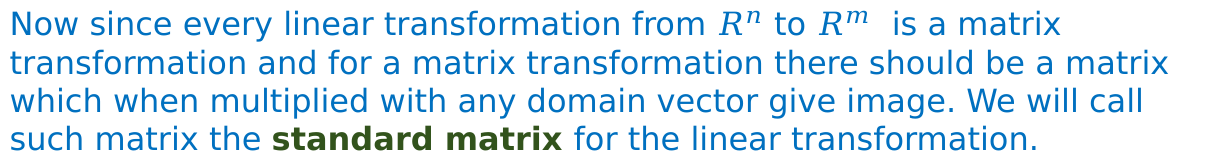 Now since every linear transformation from Rⁿ to Rᵐ is a matrix
transformation and for a matrix transformation there should be a matrix
which when multiplied with any domain vector give image. We will call
such matrix the standard matrix for the linear transformation.